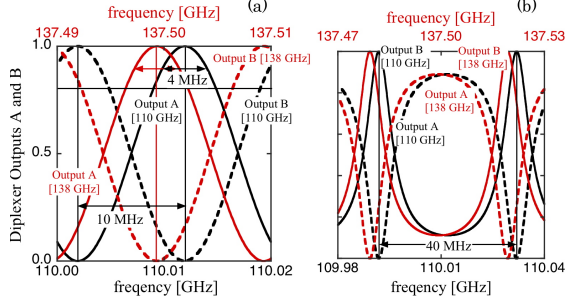 frequency [GHz]
(a)
137.49
137.50
137.51
1.0
0.5
0.0
Diplexer Outputs A and B
Output B [138 GHz]
4 MHz
Output A
[110 GHz]
Output B
[110 GHz]
Output A
[138 GHz]
10 MHz
110.00
110.01
110.02
freqency [GHz]
frequency [GHz]
(b)
137.47
137.50
137.53
Output B
[110 GHz]
Output B
[138 GHz]
Output A
[138 GHz]
Output A
[110 GHz]
40 MHz
109.98
110.01
110.04
freqency [GHz]